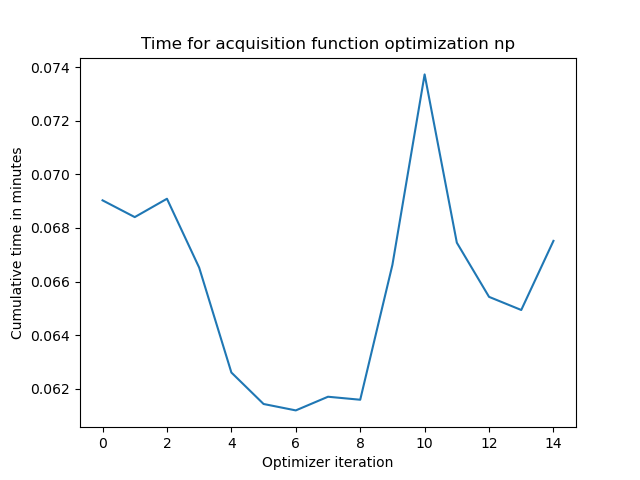 Time for acquisition function optimization np
Cumulative time in minutes
0.074
0.072
0.070
0.068
0.066
0.064
0.062
0 2 4 6 8 10 12 14
Optimizer iteration